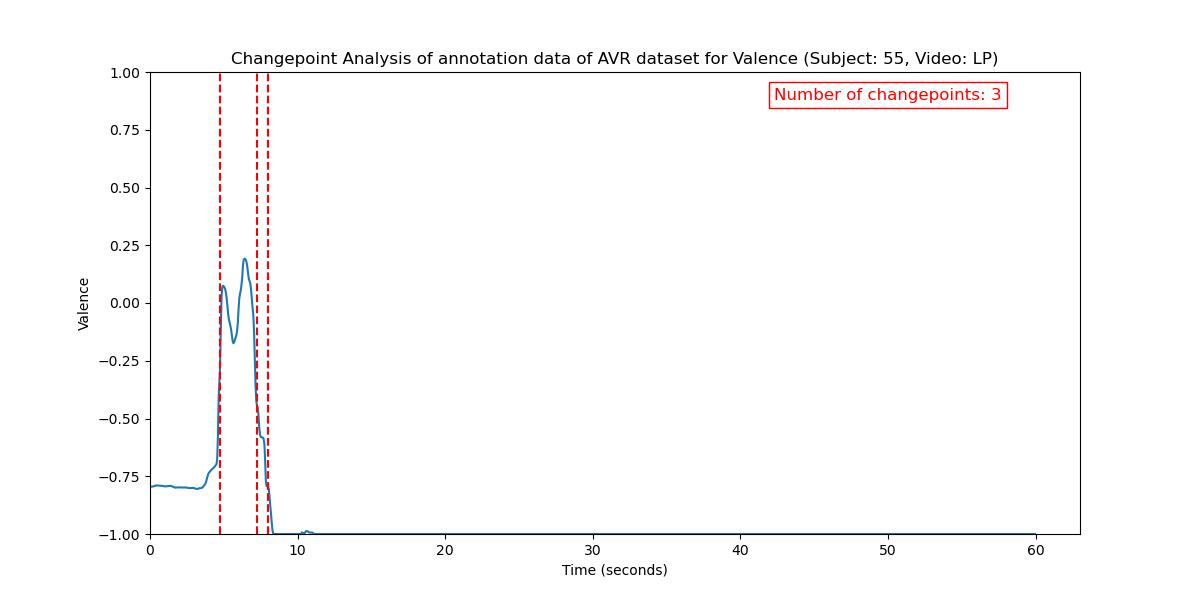 Changepoint Analysis of annotation data of AVR dataset for Valence (Subject: 55, Video: LP)
Number of changepoints: 3
1.00
0.75
0.50
0.25
0.00
−0.25
−0.50
−0.75
−1.00
Valence
0 10 20 30 40 50 60
Time (seconds)